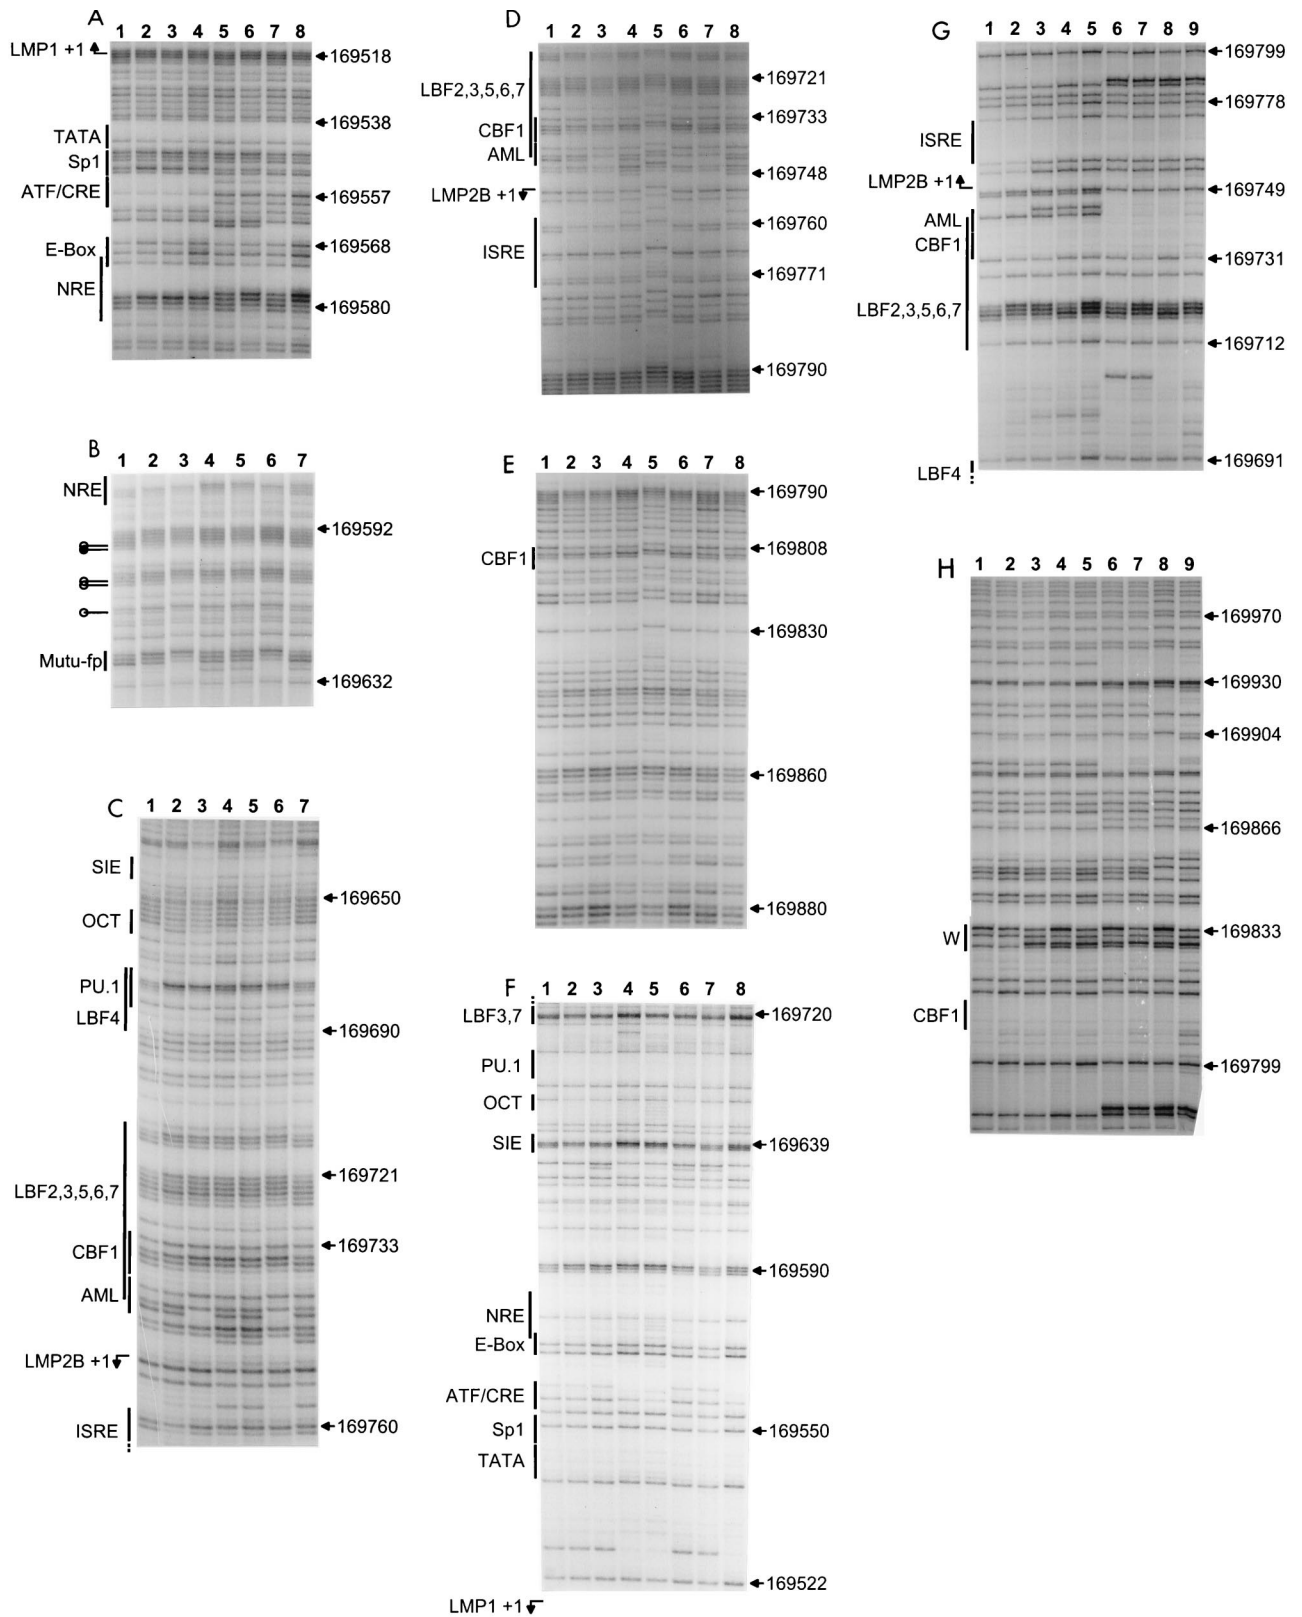 A
1 2 3 4 5 6 7 8
LMP1 +1
169518
169538
TATA
Sp1
ATF/CRE
169557
E-Box
169568
NRE
169580
B
1 2 3 4 5 6 7
NRE
169592
Mutu-fp
169632
C
1 2 3 4 5 6 7
SIE
169650
OCT
PU.1
LBF4
169690
169721
LBF2,3,5,6,7
169733
CBF1
AML
LMP2B +1
ISRE
169760
D
1 2 3 4 5 6 7 8
169721
LBF2,3,5,6,7
169733
CBF1
AML
169748
LMP2B +1
169760
ISRE
169771
169790
E
1 2 3 4 5 6 7 8
169790
169808
CBF1
169830
169860
169880
F
1 2 3 4 5 6 7 8
LBF3,7
169720
PU.1
OCT
SIE
169639
169590
NRE
E-Box
ATF/CRE
Sp1
169550
TATA
169522
LMP1 +1
G
1 2 3 4 5 6 7 8 9
169799
169778
ISRE
LMP2B +1
169749
AML
CBF1
169731
LBF2,3,5,6,7
169712
169691
LBF4
H
1 2 3 4 5 6 7 8 9
169970
169930
169904
169866
169833
W
CBF1
169799